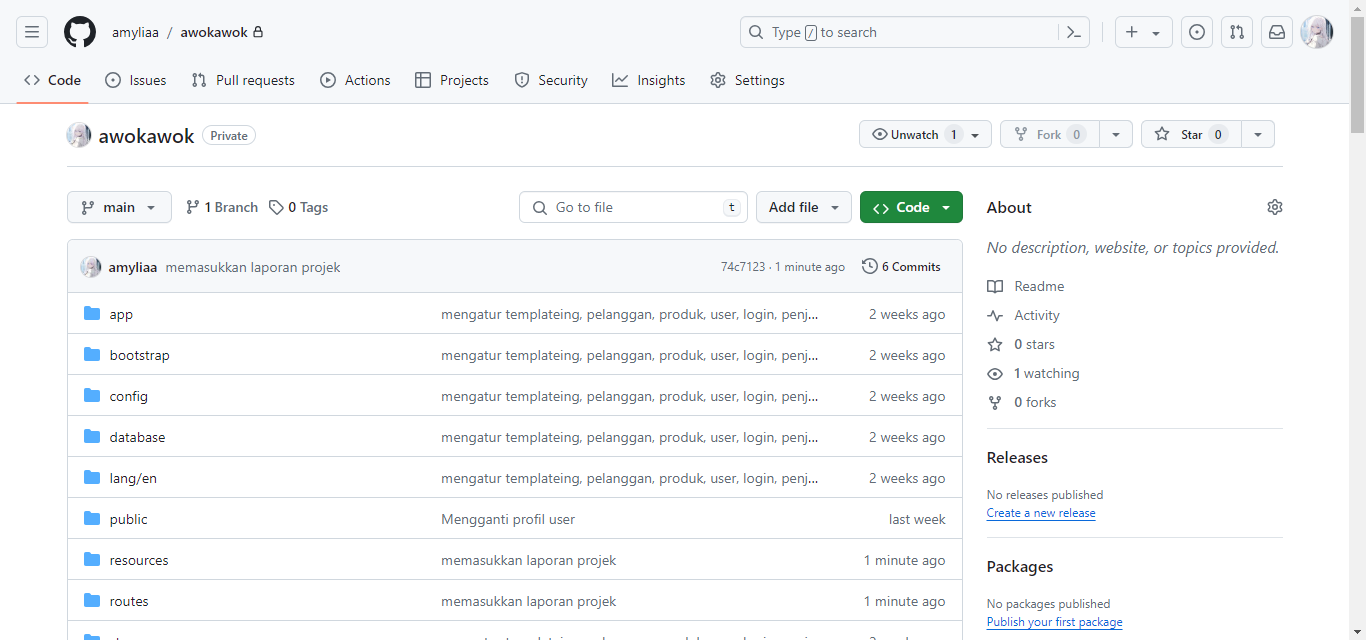 amyliaa / awokawok
Type / to search
Code Issues Pull requests Actions Projects Security Insights Settings
awokawok Private
Unwatch 1 Fork 0 Star 0
main 1 Branch 0 Tags
Go to file t Add file Code
amyliaa memasukkan laporan projek 74c7123 · 1 minute ago 6 Commits
app mengatur templateing, pelanggan, produk, user, login, penj... 2 weeks ago
bootstrap mengatur templateing, pelanggan, produk, user, login, penj... 2 weeks ago
config mengatur templateing, pelanggan, produk, user, login, penj... 2 weeks ago
database mengatur templateing, pelanggan, produk, user, login, penj... 2 weeks ago
lang/en mengatur templateing, pelanggan, produk, user, login, penj... 2 weeks ago
public Mengganti profil user last week
resources memasukkan laporan projek 1 minute ago
routes memasukkan laporan projek 1 minute ago
About
No description, website, or topics provided.
Readme
Activity
0 stars
1 watching
0 forks
Releases
No releases published
Create a new release
Packages
No packages published
Publish your first package